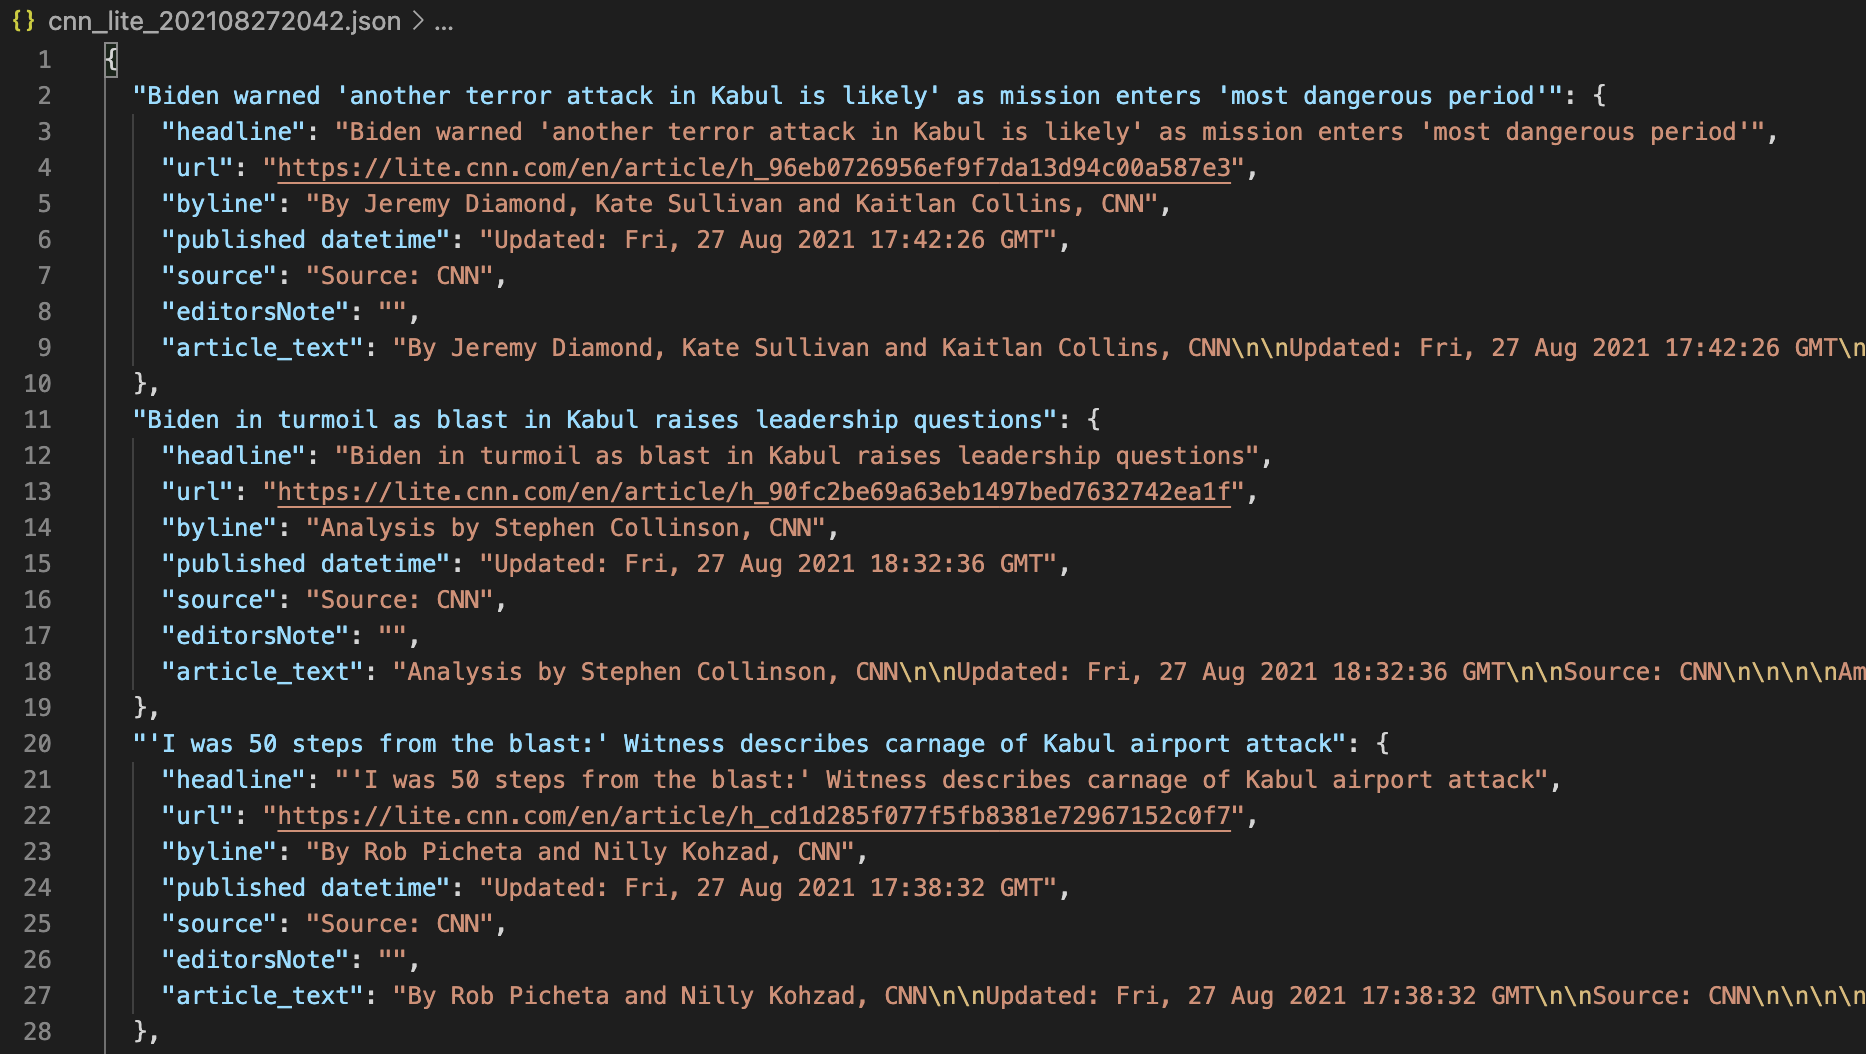 {} cnn_lite_202108272042.json > ...
1 {
2 "Biden warned 'another terror attack in Kabul is likely' as mission enters 'most dangerous period'": {
3 "headline": "Biden warned 'another terror attack in Kabul is likely' as mission enters 'most dangerous period'",
4 "url": "https://lite.cnn.com/en/article/h_96eb0726956ef9f7da13d94c00a587e3",
5 "byline": "By Jeremy Diamond, Kate Sullivan and Kaitlan Collins, CNN",
6 "published datetime": "Updated: Fri, 27 Aug 2021 17:42:26 GMT",
7 "source": "Source: CNN",
8 "editorsNote": "",
9 "article_text": "By Jeremy Diamond, Kate Sullivan and Kaitlan Collins, CNN\n\nUpdated: Fri, 27 Aug 2021 17:42:26 GMT\n
10 },
11 "Biden in turmoil as blast in Kabul raises leadership questions": {
12 "headline": "Biden in turmoil as blast in Kabul raises leadership questions",
13 "url": "https://lite.cnn.com/en/article/h_90fc2be69a63eb1497bed7632742ea1f",
14 "byline": "Analysis by Stephen Collinson, CNN",
15 "published datetime": "Updated: Fri, 27 Aug 2021 18:32:36 GMT",
16 "source": "Source: CNN",
17 "editorsNote": "",
18 "article_text": "Analysis by Stephen Collinson, CNN\n\nUpdated: Fri, 27 Aug 2021 18:32:36 GMT\n\nSource: CNN\n\n\n\nAm
19 },
20 "'I was 50 steps from the blast:' Witness describes carnage of Kabul airport attack": {
21 "headline": "'I was 50 steps from the blast:' Witness describes carnage of Kabul airport attack",
22 "url": "https://lite.cnn.com/en/article/h_cd1d285f077f5fb8381e72967152c0f7",
23 "byline": "By Rob Picheta and Nilly Kohzad, CNN",
24 "published datetime": "Updated: Fri, 27 Aug 2021 17:38:32 GMT",
25 "source": "Source: CNN",
26 "editorsNote": "",
27 "article_text": "By Rob Picheta and Nilly Kohzad, CNN\n\nUpdated: Fri, 27 Aug 2021 17:38:32 GMT\n\nSource: CNN\n\n\n\n
28 },